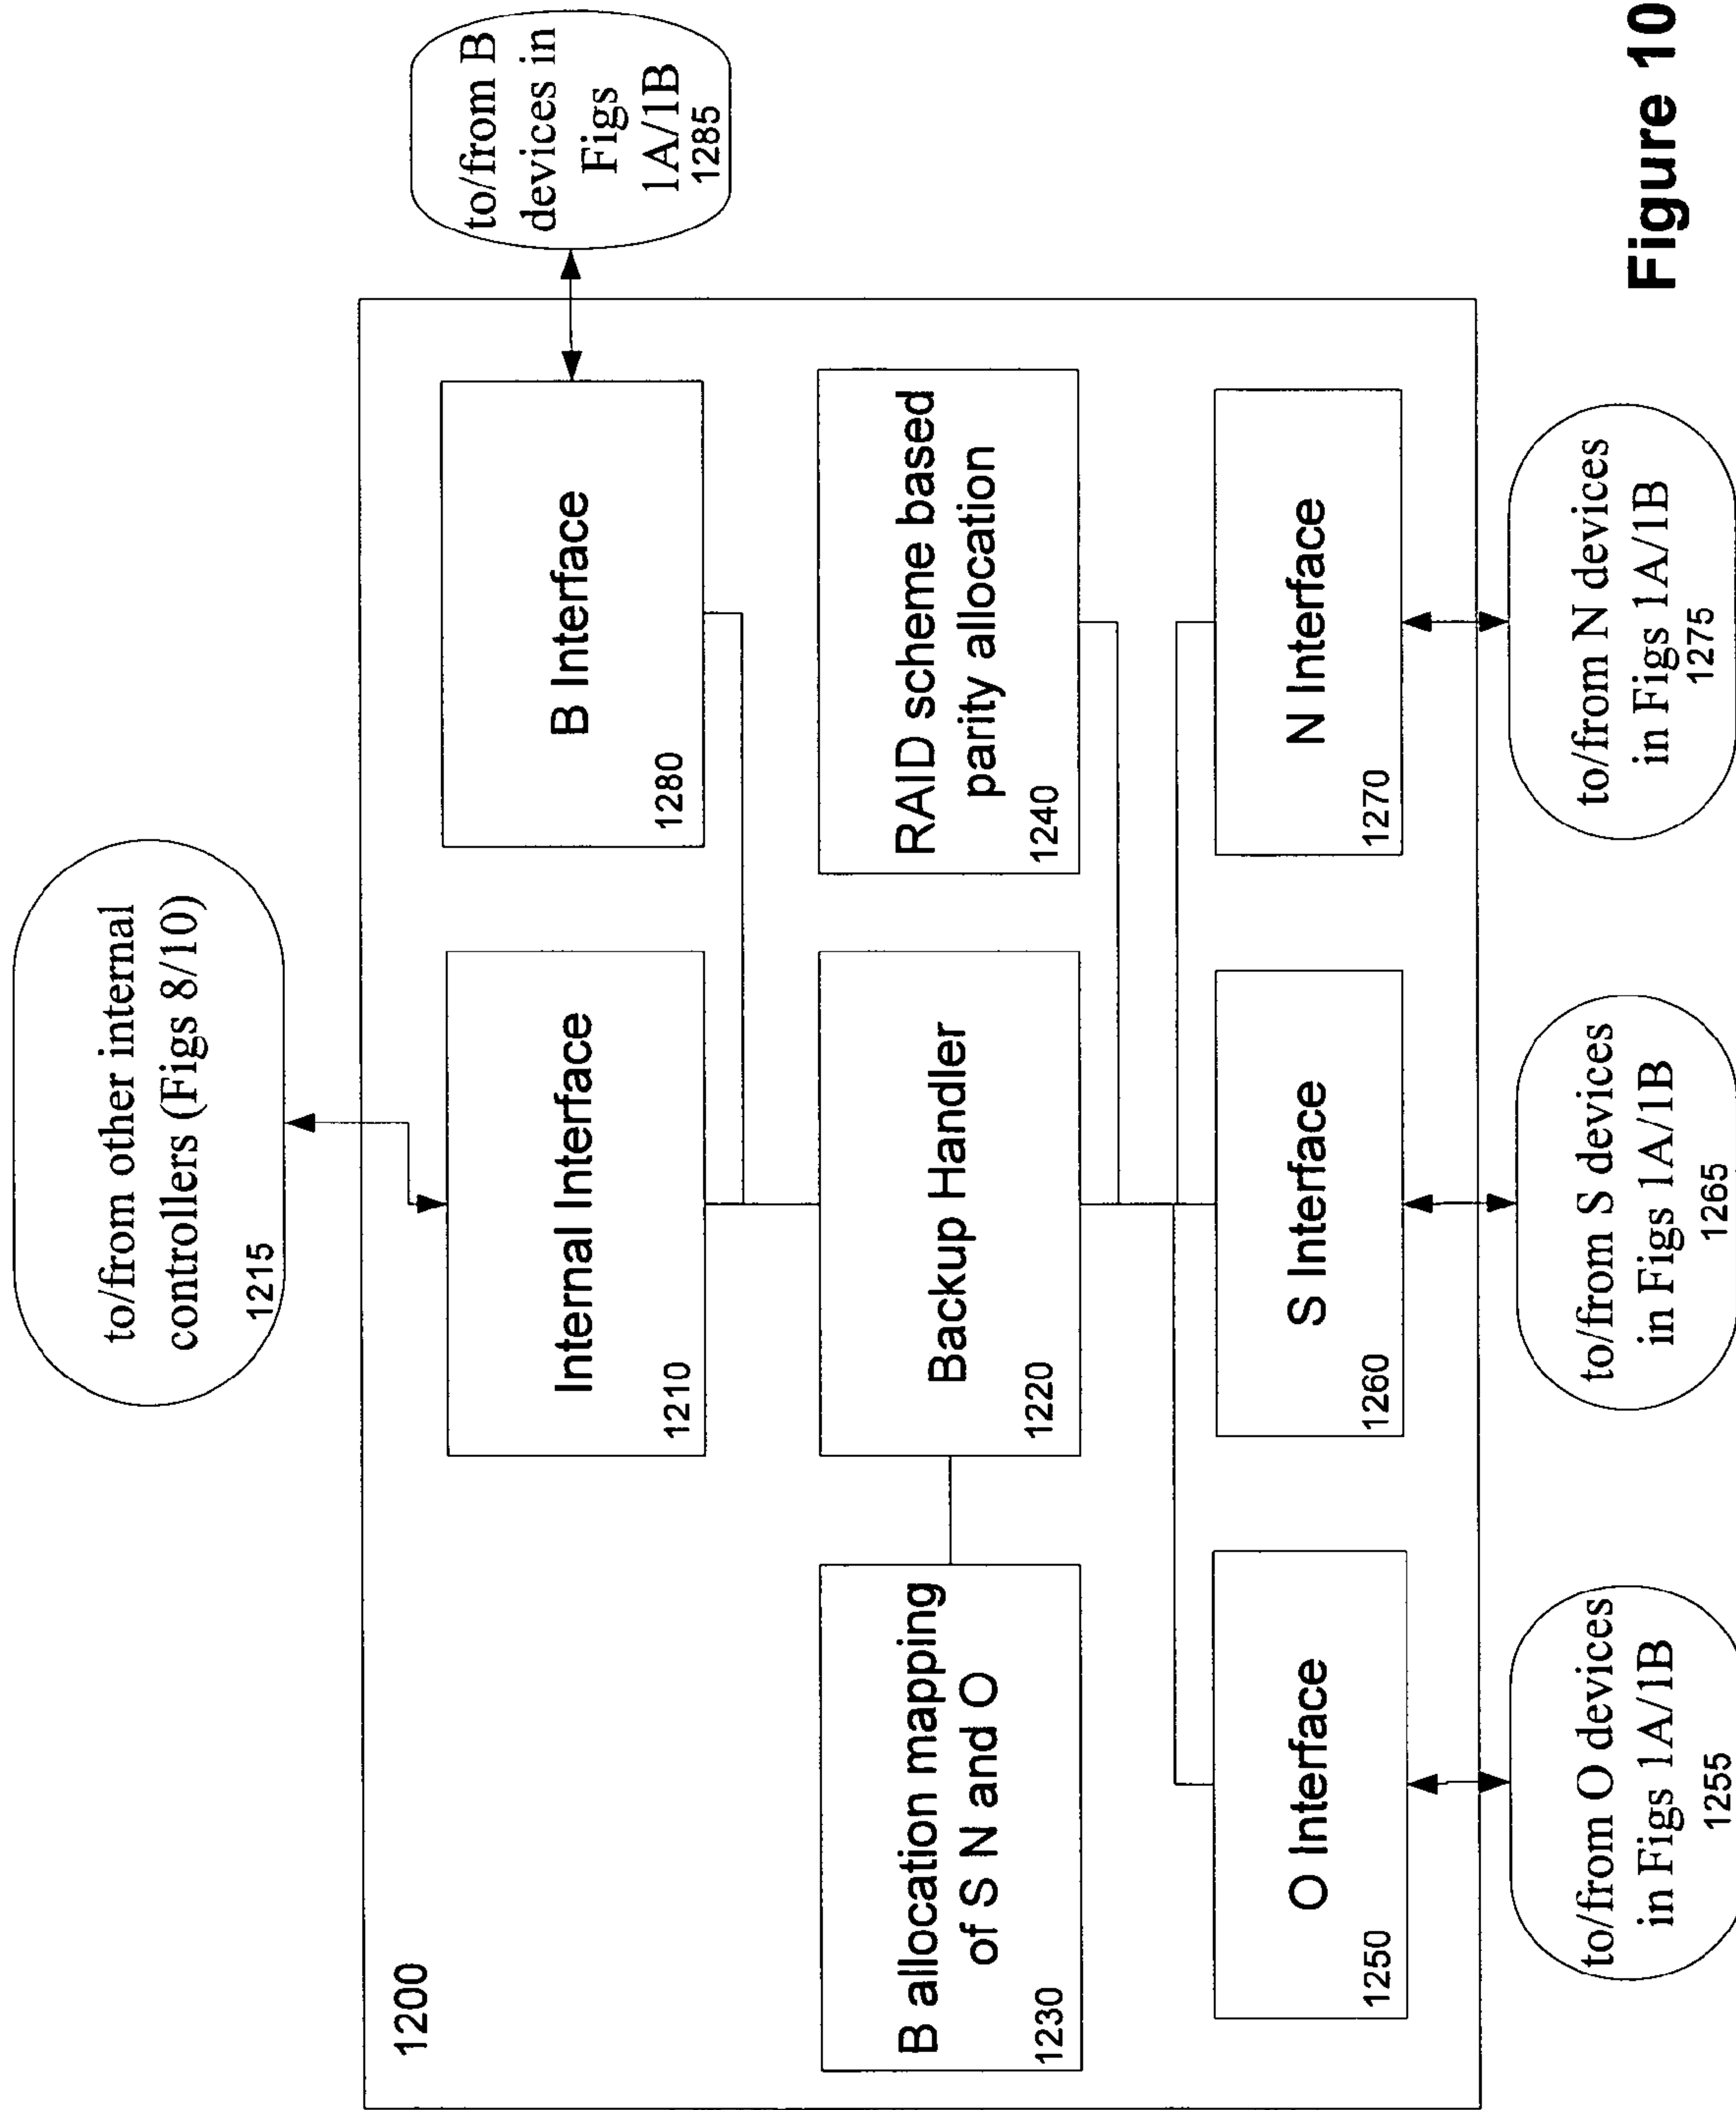 to/from other internal
controllers (Figs 8/10)
1215
1200
Internal Interface
1210
B Interface
1280
to/from B
devices in
Figs
1A/1B
1285
B allocation mapping
of S N and O
1230
Backup Handler
1220
RAID scheme based
parity allocation
1240
O Interface
1250
S Interface
1260
N Interface
1270
to/from O devices
in Figs 1A/1B
1255
to/from S devices
in Figs 1A/1B
1265
to/from N devices
in Figs 1A/1B
1275
Figure 10